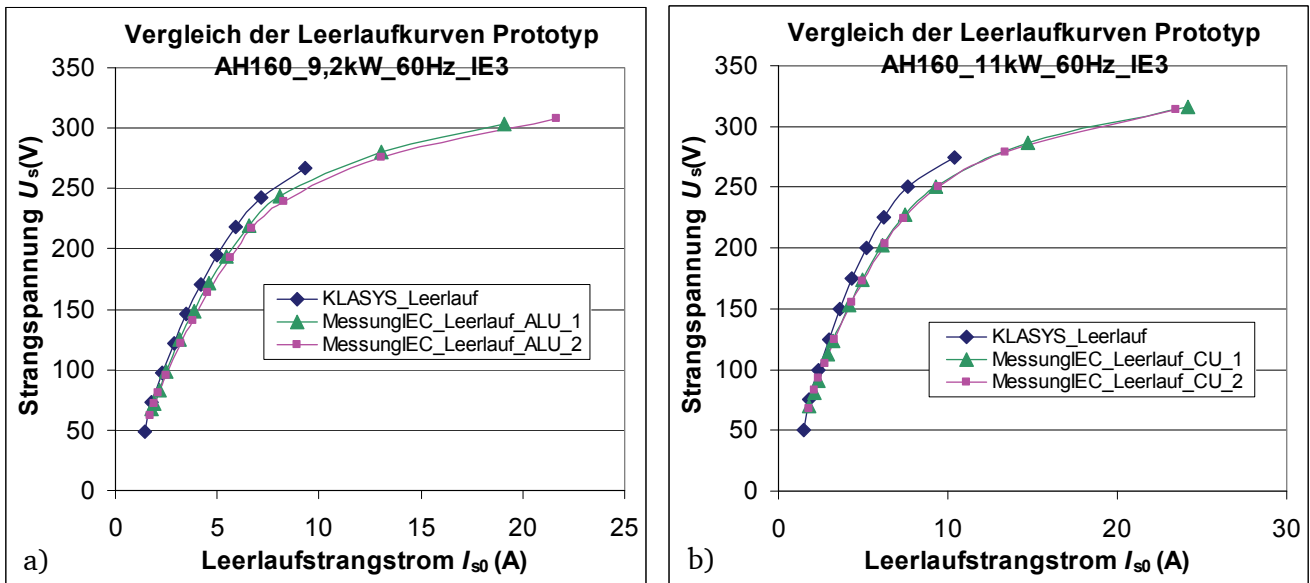 Vergleich der Leerlaufkurven Prototyp
AH160_9,2kW_60Hz_IE3
Strangspannung Us(V)
350
300
250
200
150
100
50
0
KLASYS_Leerlauf
MessungIEC_Leerlauf_ALU_1
MessungIEC_Leerlauf_ALU_2
0 5 10 15 20 25
Leerlaufstrangstrom Is0 (A)
a)
Vergleich der Leerlaufkurven Prototyp
AH160_11kW_60Hz_IE3
Strangspannung Us(V)
350
300
250
200
150
100
50
0
KLASYS_Leerlauf
MessungIEC_Leerlauf_CU_1
MessungIEC_Leerlauf_CU_2
0 10 20 30
Leerlaufstrangstrom Is0 (A)
b)